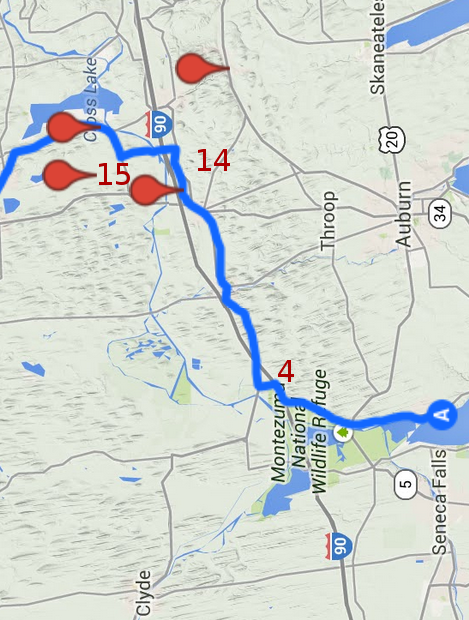 Skaneateles
Cross Lake
90
20
14
15
Throop
Auburn
34
4
Montezuma
National
Wildlife Refuge
A
5
Seneca Falls
90
Clyde